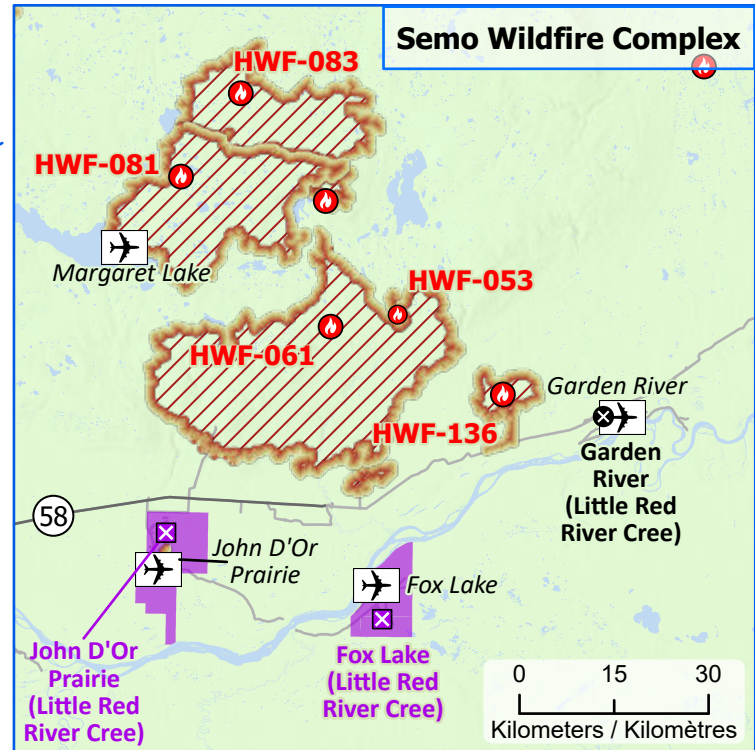 Semo Wildfire Complex
HWF-083
HWF-081
Margaret Lake
HWF-053
HWF-061
Garden River
HWF-136
Garden
River
(Little Red
River Cree)
58
John D'Or
Prairie
Fox Lake
John D'Or
Prairie
(Little Red
River Cree)
Fox Lake
(Little Red
River Cree)
0 15 30
Kilometers / Kilomètres